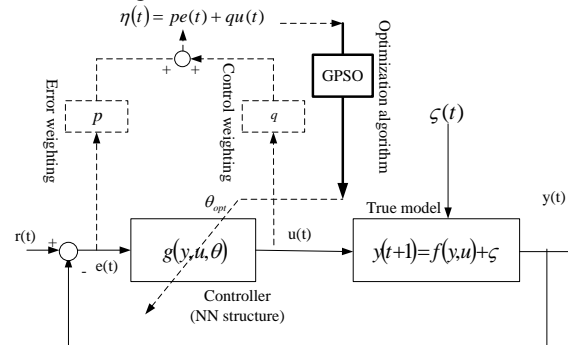 η(t) = pe(t) + qu(t)
+ +
Error weighting
p
Control weighting
q
GPSO
Optimization algorithm
ς(t)
θopt
True model
y(t)
r(t)
+
-
e(t)
g(y,u,θ)
u(t)
y(t+1)=f(y,u)+ς
Controller
(NN structure)